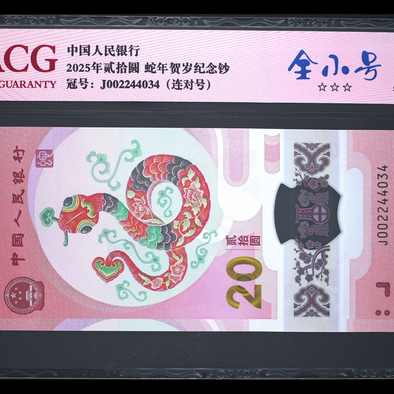 ACG
GUARANTY
中国人民银行
2025年贰拾圆 蛇年贺岁纪念钞
冠号：J002244034（连对号）
全小号
☆☆☆
中国人民银行
贰拾圆
20
J002244034